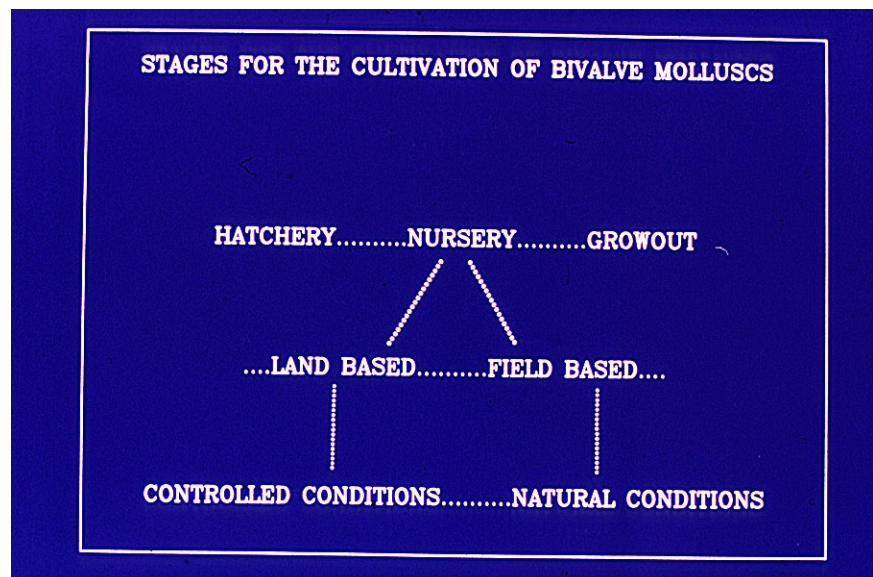 STAGES FOR THE CULTIVATION OF BIVALVE MOLLUSCS
HATCHERY..........NURSERY..........GROWOUT
....LAND BASED..........FIELD BASED....
CONTROLLED CONDITIONS..........NATURAL CONDITIONS